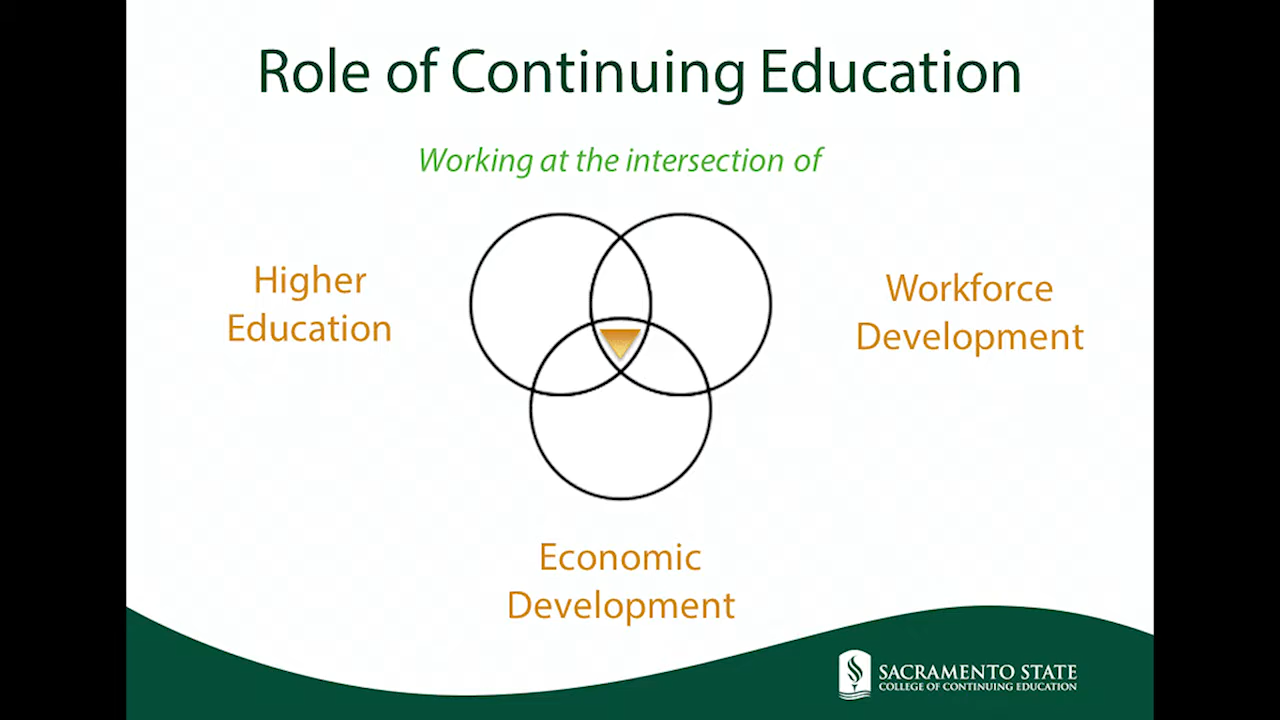 Role of Continuing Education
Working at the intersection of
Higher
Education
Workforce
Development
Economic
Development
SACRAMENTO STATE
COLLEGE OF CONTINUING EDUCATION